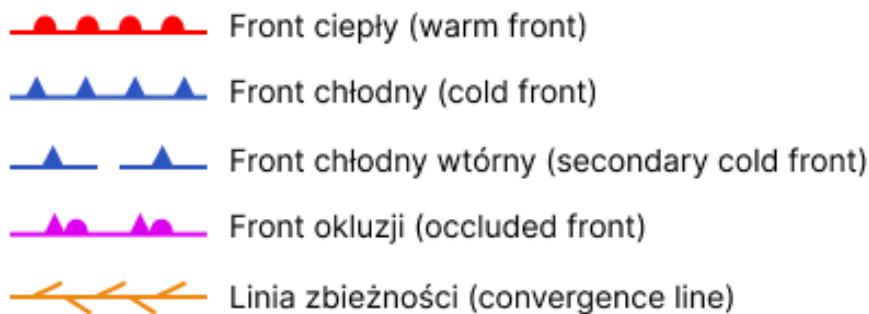 Front ciepły (warm front)
Front chłodny (cold front)
Front chłodny wtórny (secondary cold front)
Front okluzji (occluded front)
Linia zbieżności (convergence line)